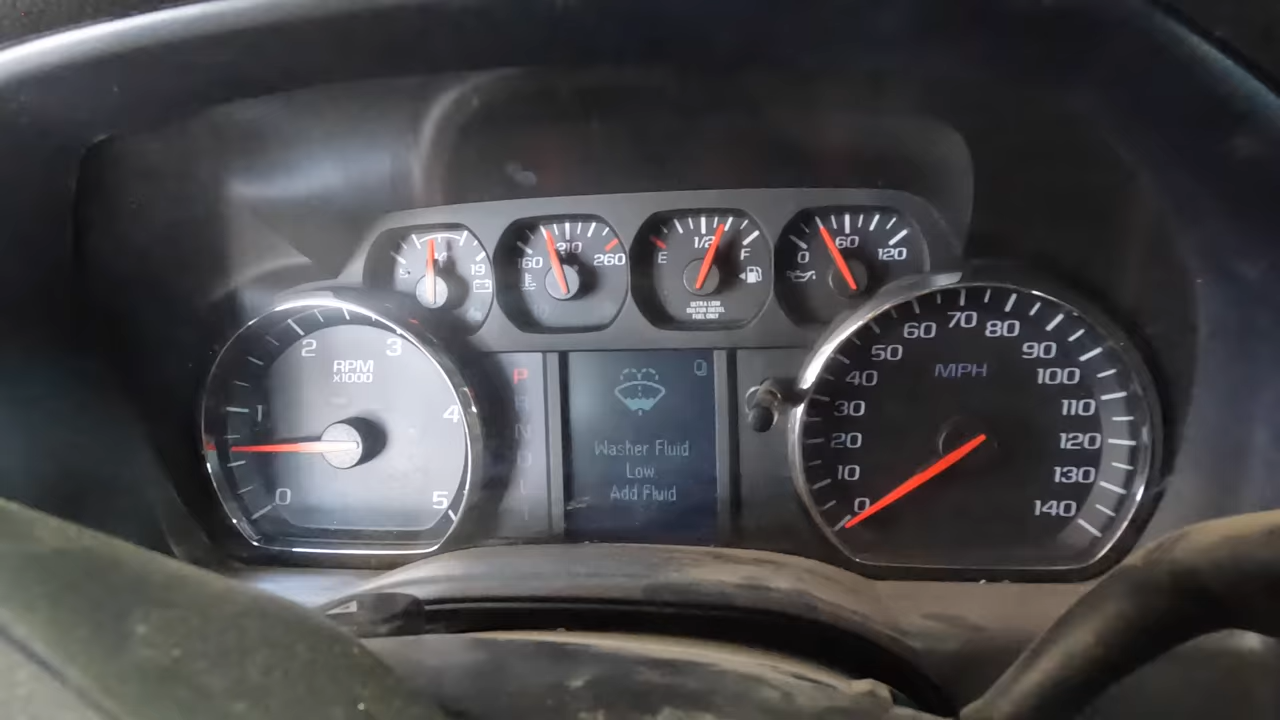 19
160
210
260
E
1/2
F
ULTRA LOW
SULFUR DIESEL
FUEL ONLY
0
60
120
0
1
2
3
4
5
RPM
x1000
P
R
N
D
L
Washer Fluid
Low.
Add Fluid
0
10
20
30
40
50
60
70
80
90
100
110
120
130
140
MPH